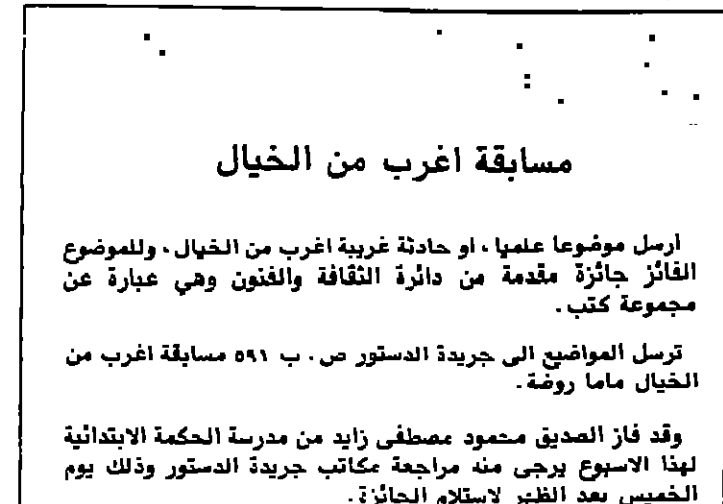 مسابقة اغرب من الخيال
ارسل موضوعا علميا ، او حادثة غريبة اغرب من الخيال ، وللموضوع
الفائز جائزة مقدمة من دائرة الثقافة والفنون وهي عبارة عن
مجموعة كتب .
ترسل المواضيع الى جريدة الدستور ص . ب ٥٩١ مسابقة اغرب من
الخيال ماما روضة .
وقد فاز الصديق محمود مصطفى زايد من مدرسة الحكمة الابتدائية
لهذا الاسبوع يرجى منه مراجعة مكاتب جريدة الدستور وذلك يوم
الخميس بعد الظهر لاستلام الجائزة .